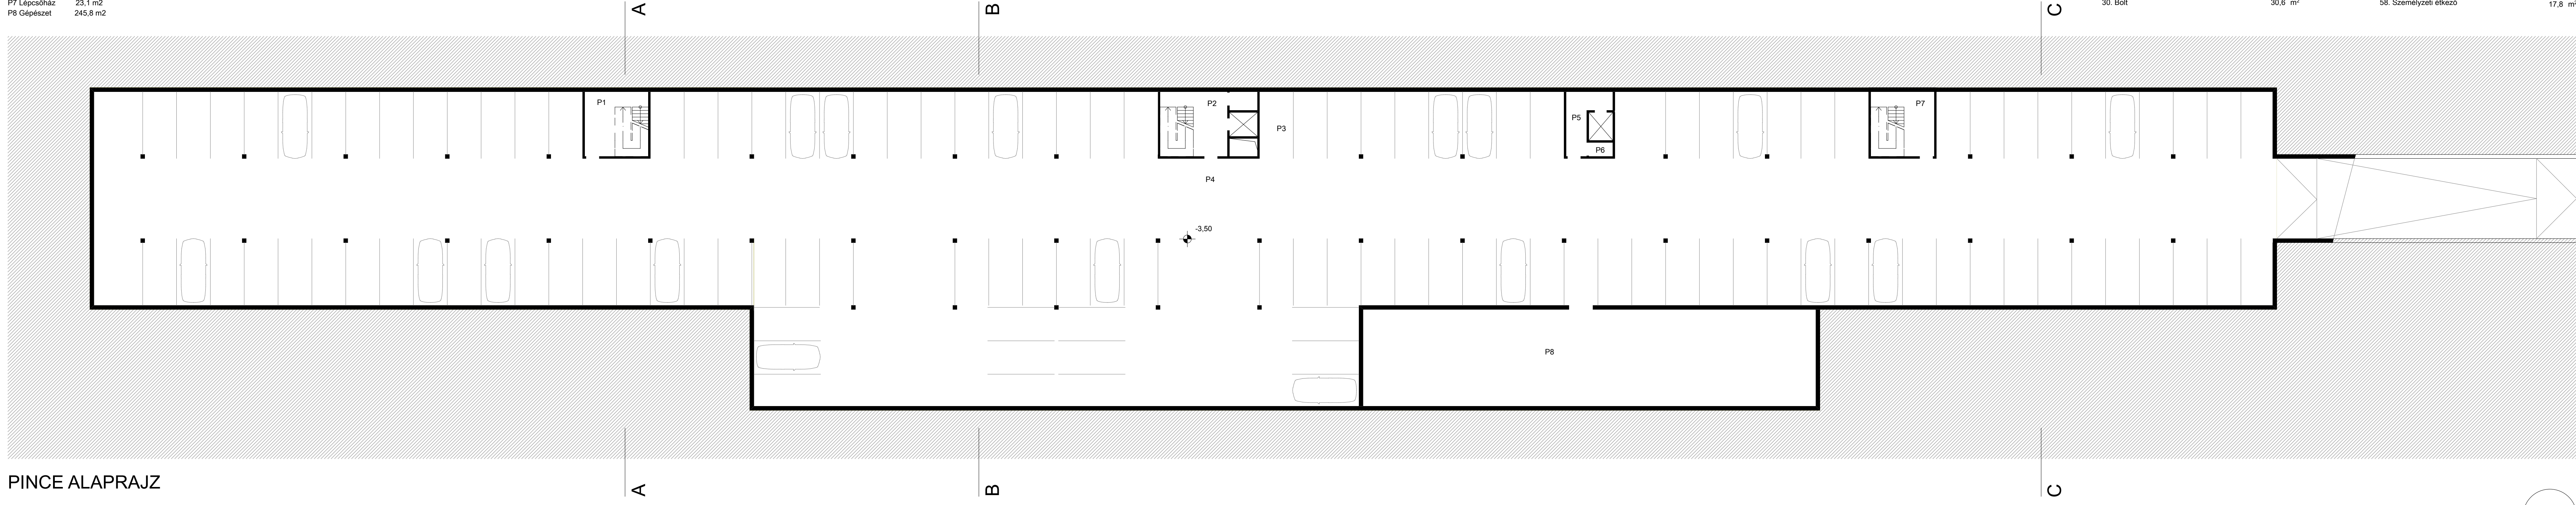 P7 Lépcsőház 23,1 m2
P8 Gépészet 245,8 m2
30. Bolt 30,6 m²
58. Személyzeti étkező 17,8 m²
A
B
C
P1
P2
P3
P4
P5
P6
P7
-3,50
P8
A
B
C
PINCE ALAPRAJZ